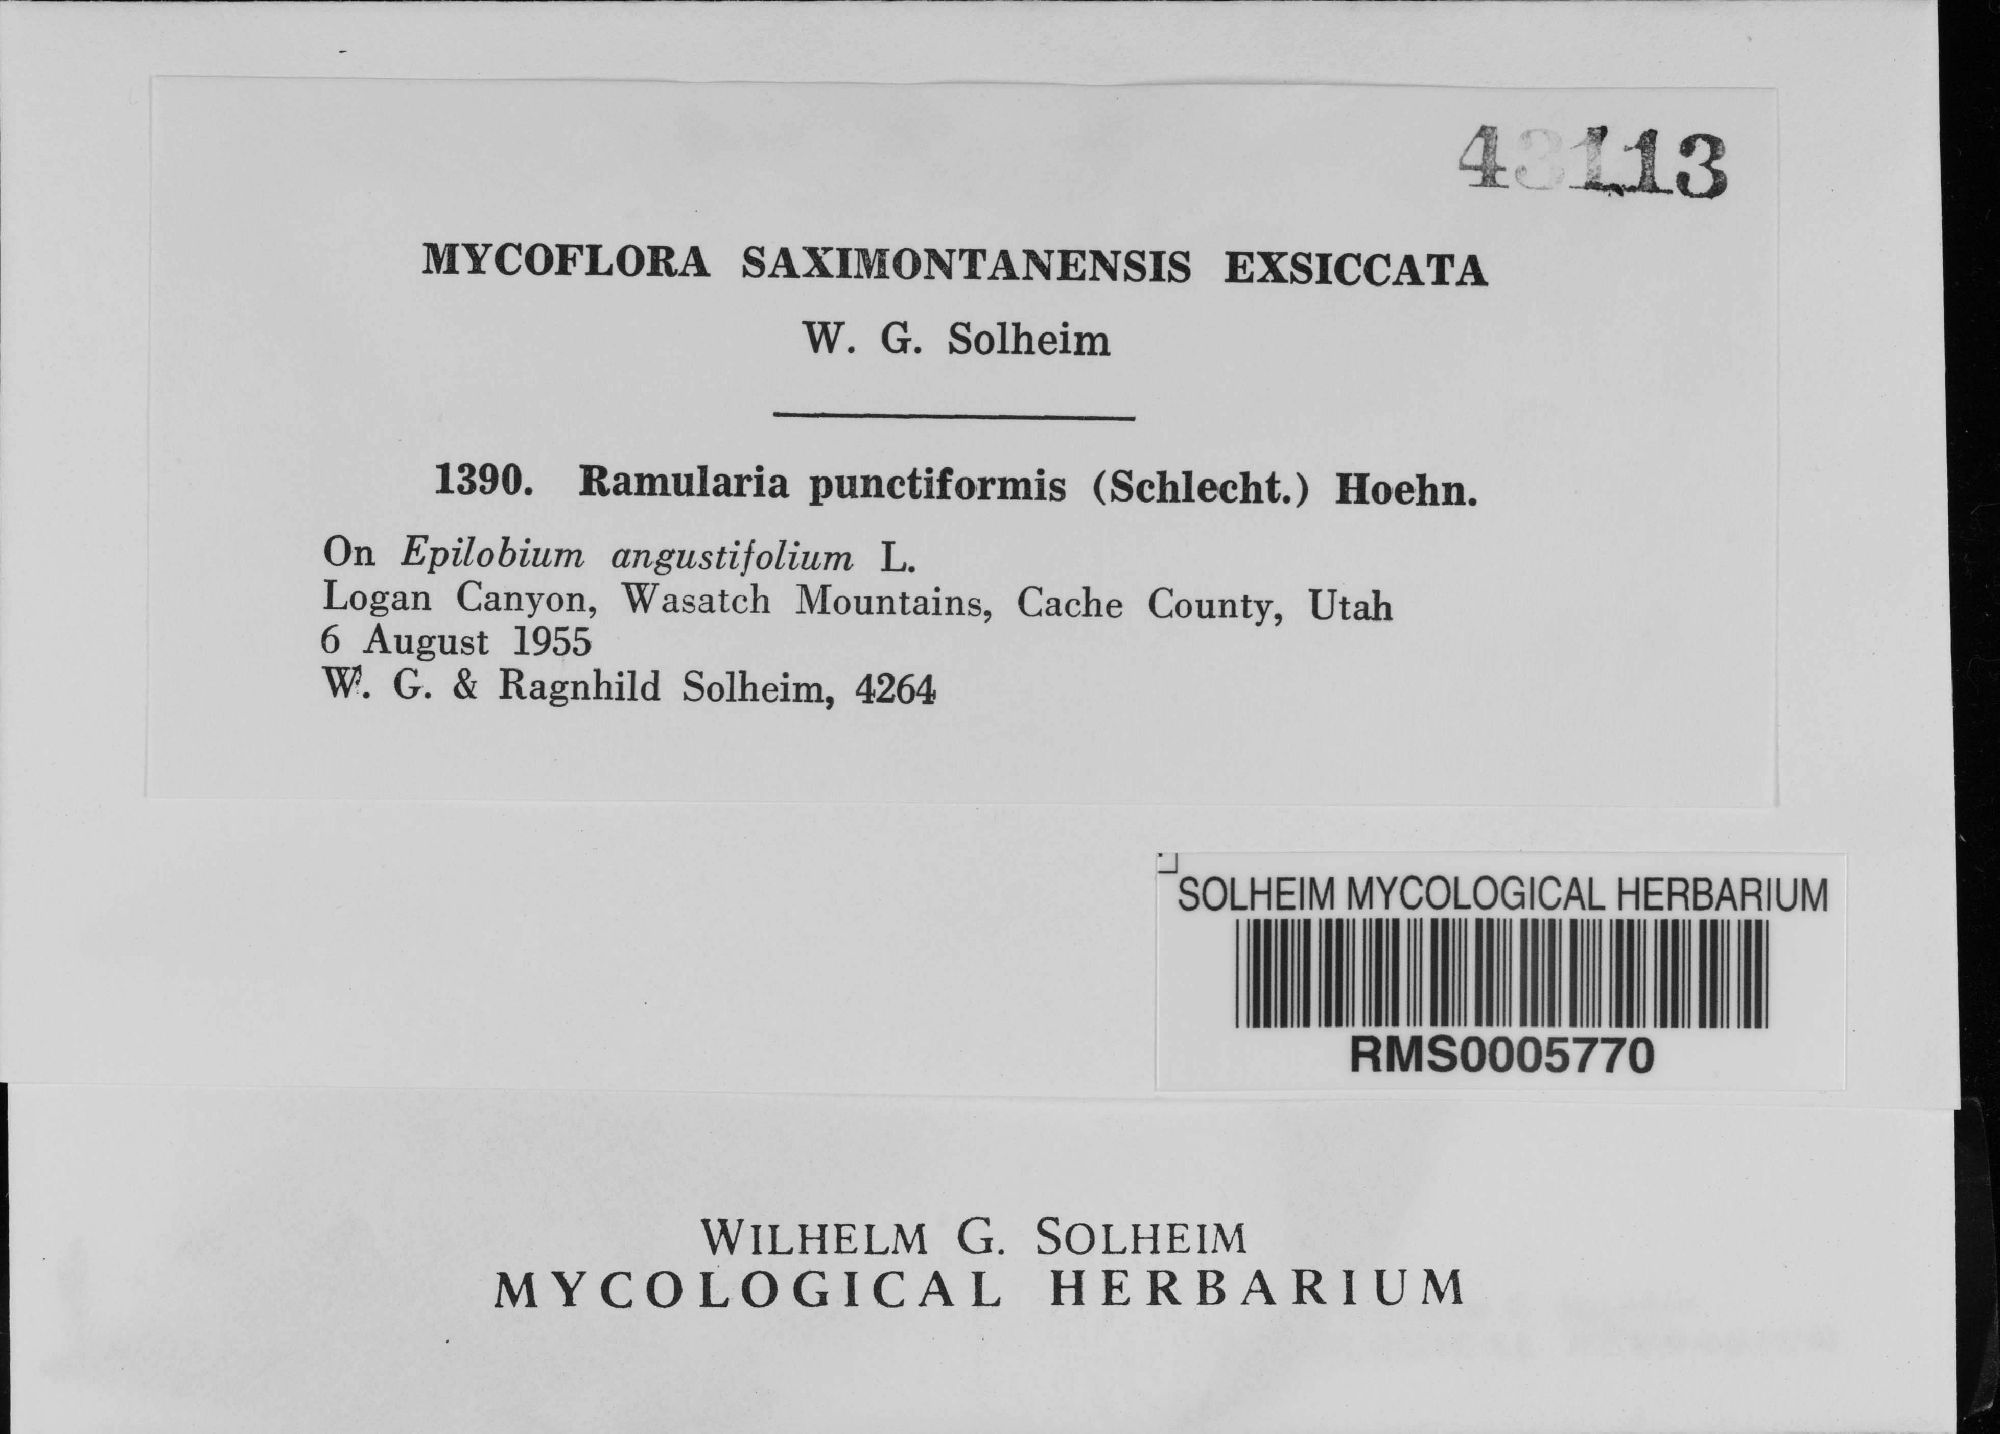 43113
MYCOFLORA SAXIMONTANENSIS EXSICCATA
W. G. Solheim
1390. Ramularia punctiformis (Schlecht.) Hoehn.
On Epilobium angustifolium L.
Logan Canyon, Wasatch Mountains, Cache County, Utah
6 August 1955
W. G. & Ragnhild Solheim, 4264
SOLHEIM MYCOLOGICAL HERBARIUM
RMS0005770
WILHELM G. SOLHEIM
MYCOLOGICAL HERBARIUM